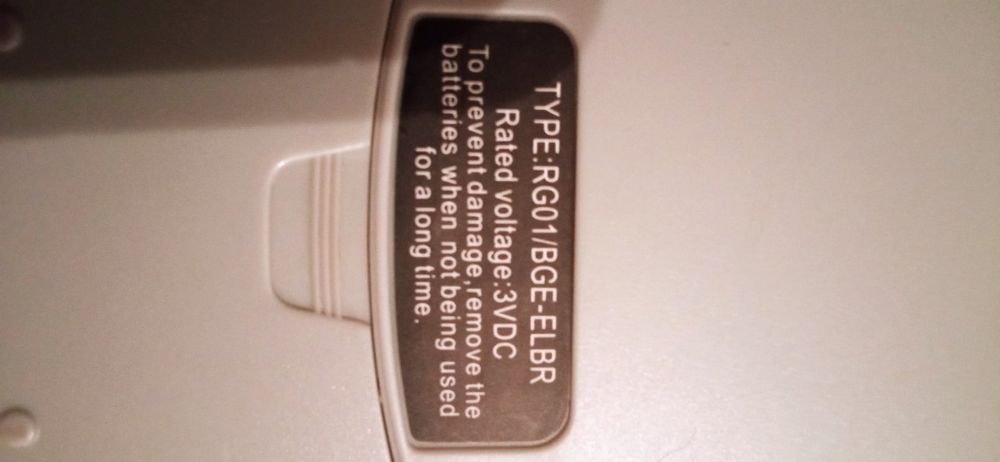 TYPE:RG01/BGE-ELBR
Rated voltage:3VDC
To prevent damage,remove the
batteries when not being used
for a long time.